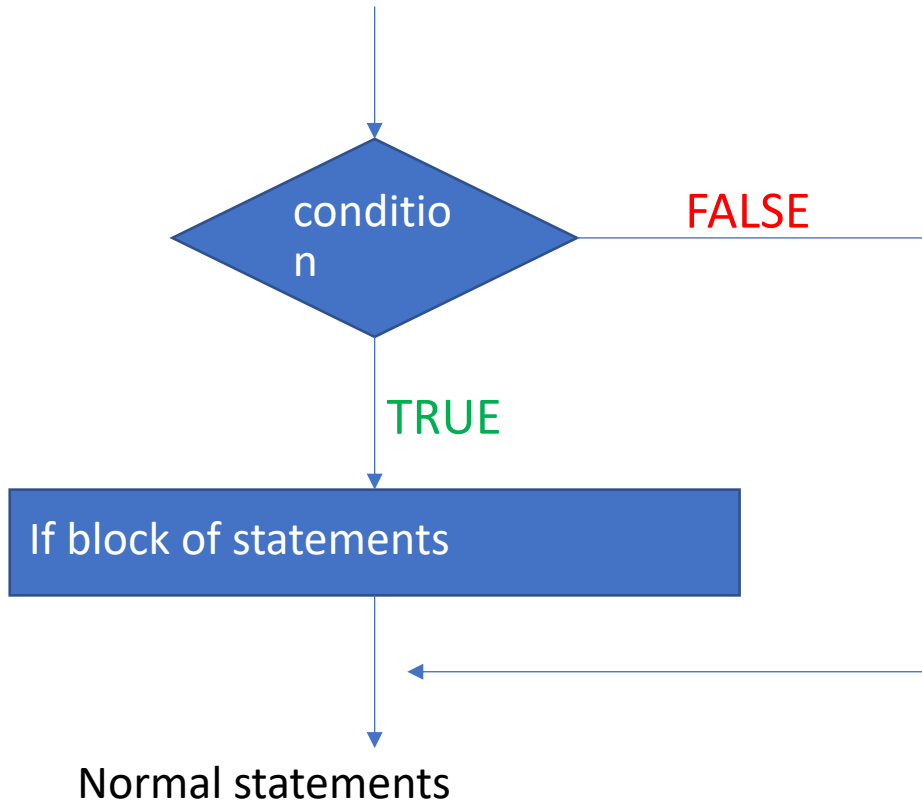 conditio
n
FALSE
TRUE
If block of statements
Normal statements